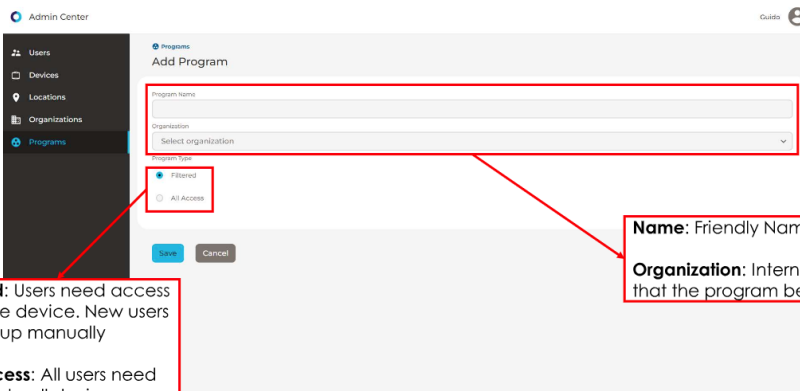 Admin Center
Guido
Users
Devices
Locations
Organizations
Programs
Programs
Add Program
Program Name
Organization
Select organization
Program Type
Filtered
All Access
Save
Cancel
Name: Friendly Nam
Organization: Intern
that the program be
d: Users need access
e device. New users
up manually
cess: All users need